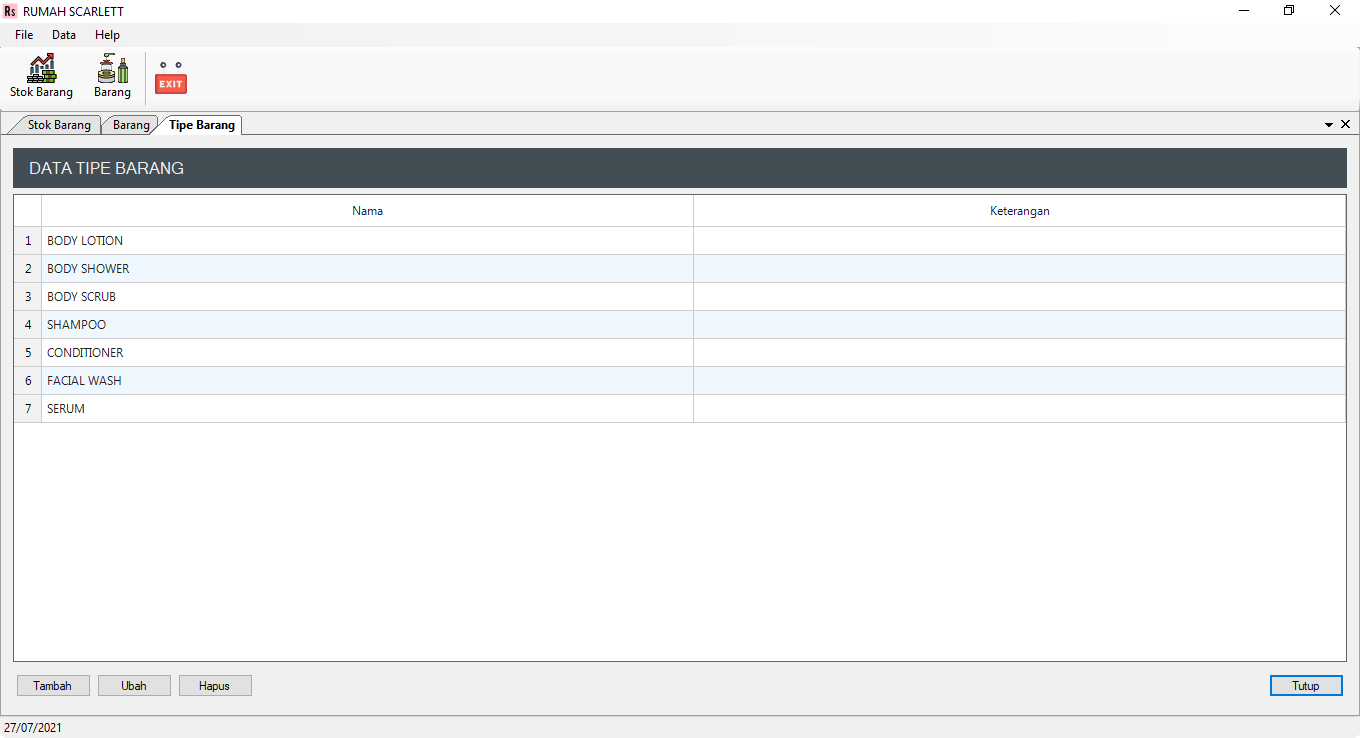 Rs RUMAH SCARLETT
File Data Help
EXIT
Stok Barang Barang
Stok Barang Barang Tipe Barang
DATA TIPE BARANG
Nama Keterangan
1 BODY LOTION
2 BODY SHOWER
3 BODY SCRUB
4 SHAMPOO
5 CONDITIONER
6 FACIAL WASH
7 SERUM
Tambah Ubah Hapus Tutup
27/07/2021